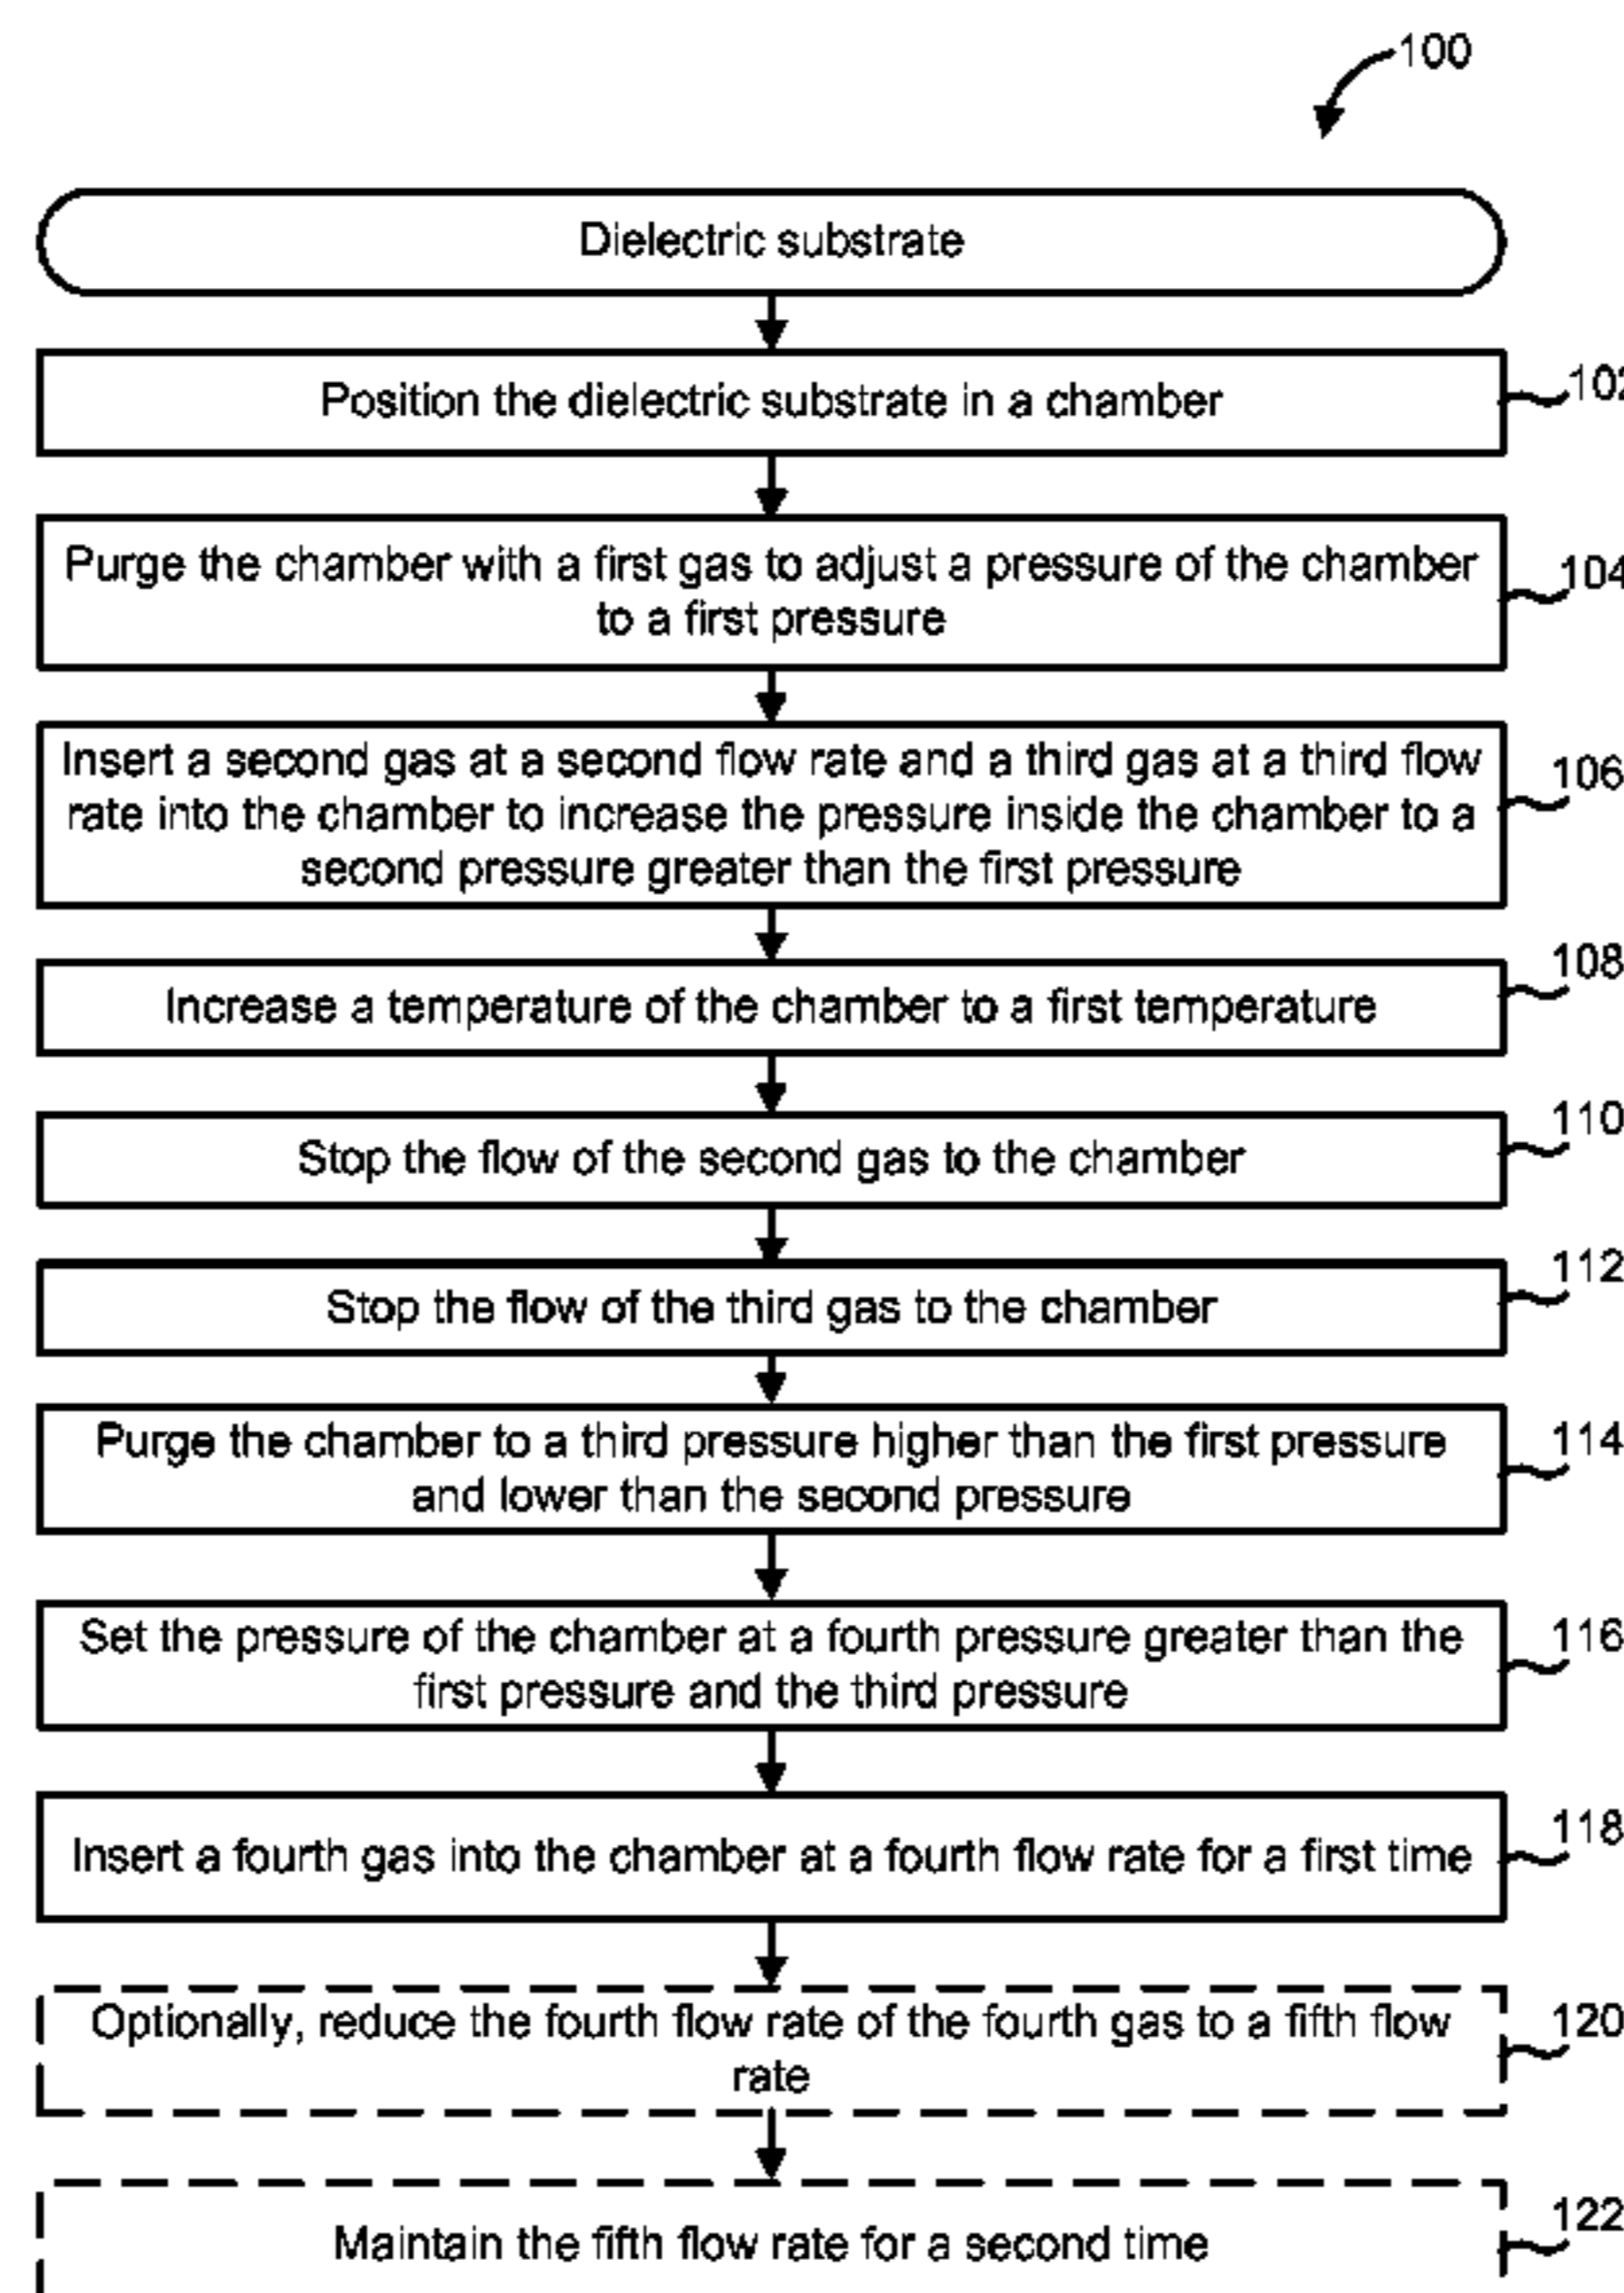 100
Dielectric substrate
Position the dielectric substrate in a chamber
102
Purge the chamber with a first gas to adjust a pressure of the chamber
to a first pressure
104
Insert a second gas at a second flow rate and a third gas at a third flow
rate into the chamber to increase the pressure inside the chamber to a
second pressure greater than the first pressure
106
Increase a temperature of the chamber to a first temperature
108
Stop the flow of the second gas to the chamber
110
Stop the flow of the third gas to the chamber
112
Purge the chamber to a third pressure higher than the first pressure
and lower than the second pressure
114
Set the pressure of the chamber at a fourth pressure greater than the
first pressure and the third pressure
116
Insert a fourth gas into the chamber at a fourth flow rate for a first time
118
Optionally, reduce the fourth flow rate of the fourth gas to a fifth flow
rate
120
Maintain the fifth flow rate for a second time
122